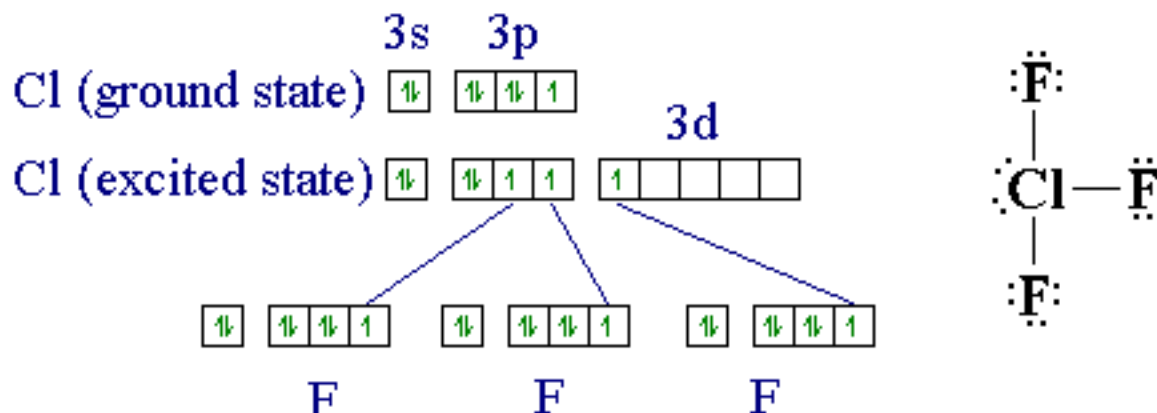 3s 3p
Cl (ground state)
3d
Cl (excited state)
F F F
F
Cl F
F